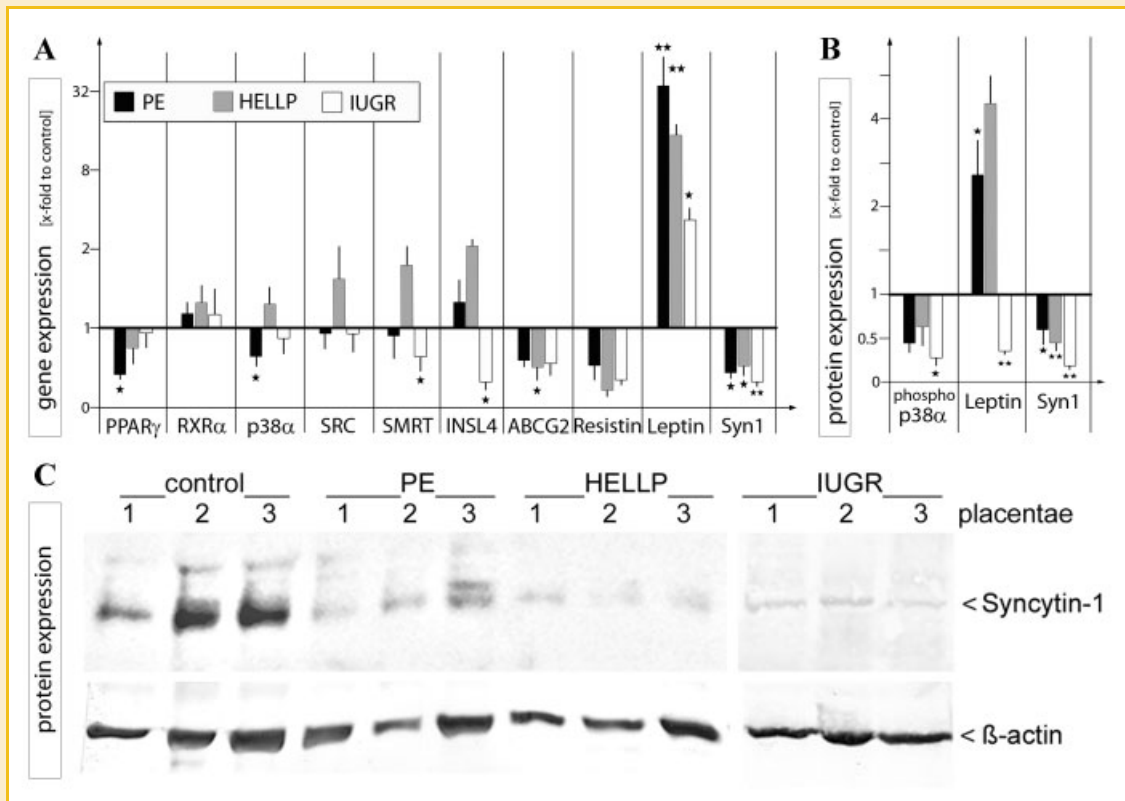 A
gene expression [x-fold to control]
32
8
2
1
0
PE HELLP IUGR
★★ ★★ ★
★ ★ ★ ★ ★ ★ ★ ★★
PPARγ RXRα p38α SRC SMRT INSL4 ABCG2 Resistin Leptin Syn1
B
protein expression [x-fold to control]
4
2
1
0.5
0
★
★ ★★ ★ ★★ ★★
phospho
p38α Leptin Syn1
C
protein expression
control PE HELLP IUGR
1 2 3 1 2 3 1 2 3 1 2 3 placentae
< Syncytin-1
< ß-actin